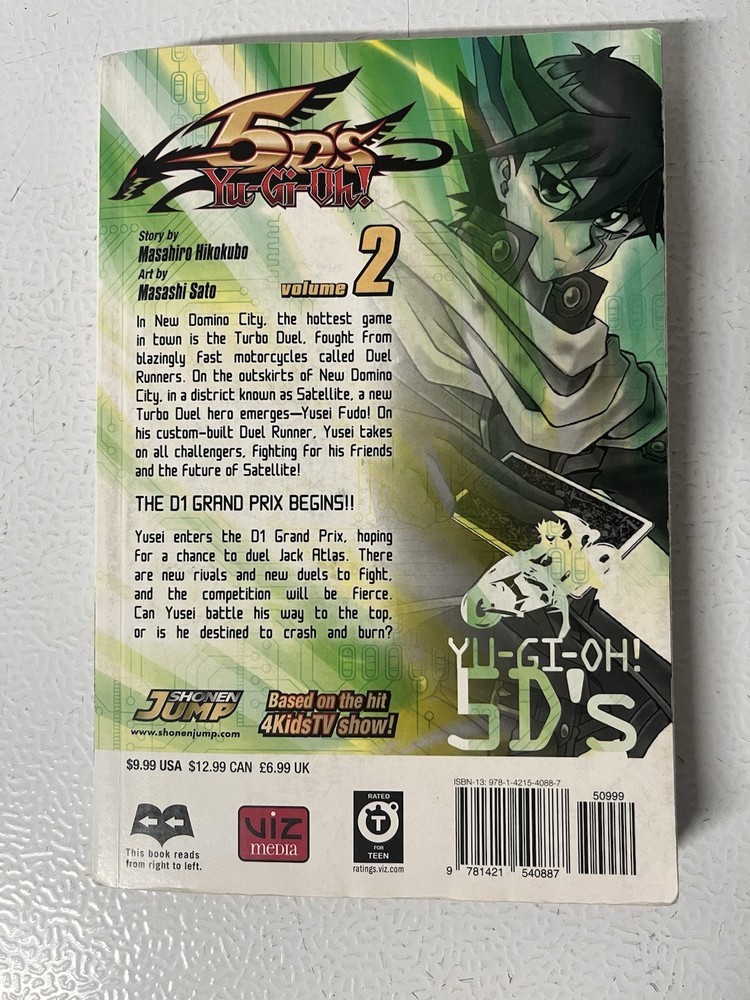 5D's
Yu-Gi-Oh!
Story by
Masahiro Hikokubo
Art by
Masashi Sato
volume 2
In New Domino City, the hottest game
in town is the Turbo Duel, fought from
blazingly fast motorcycles called Duel
Runners. On the outskirts of New Domino
City, in a district known as Satellite, a new
Turbo Duel hero emerges—Yusei Fudo! On
his custom-built Duel Runner, Yusei takes
on all challengers, fighting for his friends
and the future of Satellite!
THE D1 GRAND PRIX BEGINS!!
Yusei enters the D1 Grand Prix, hoping
for a chance to duel Jack Atlas. There
are new rivals and new duels to fight,
and the competition will be fierce.
Can Yusei battle his way to the top,
or is he destined to crash and burn?
YU-GI-OH!
5D's
SHONEN
JUMP
www.shonenjump.com
Based on the hit
4KidsTV show!
$9.99 USA $12.99 CAN £6.99 UK
This book reads
from right to left.
VIZ
MEDIA
RATED
T
FOR
TEEN
ratings.viz.com
ISBN-13: 978-1-4215-4088-7
50999
9 781421 540887